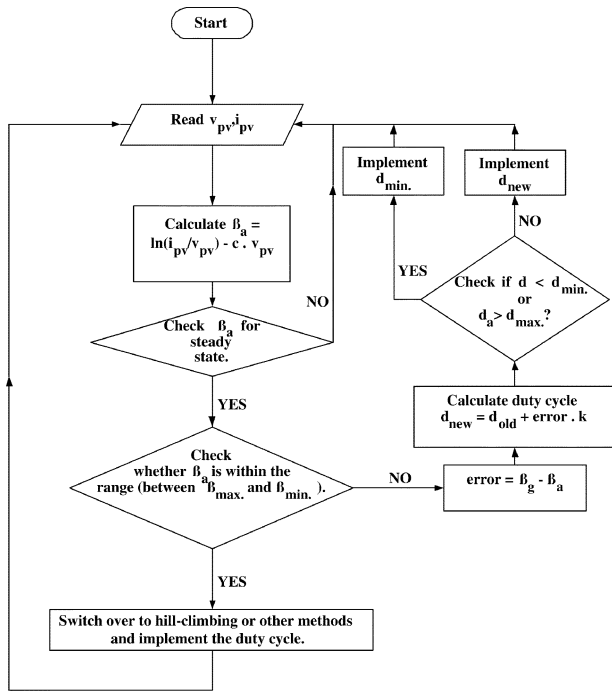 Start
Read v_pv,i_pv
Calculate ß_a =
ln(i_pv/v_pv) - c . v_pv
Check ß_a for
steady
state.
NO
YES
Check
whether ß_a is within the
range (between ß_max. and ß_min. ).
NO
YES
Switch over to hill-climbing or other methods
and implement the duty cycle.
error = ß_g - ß_a
Calculate duty cycle
d_new = d_old + error . k
Check if d < d_min.
or
d_a > d_max.?
YES
NO
Implement
d_min.
Implement
d_new